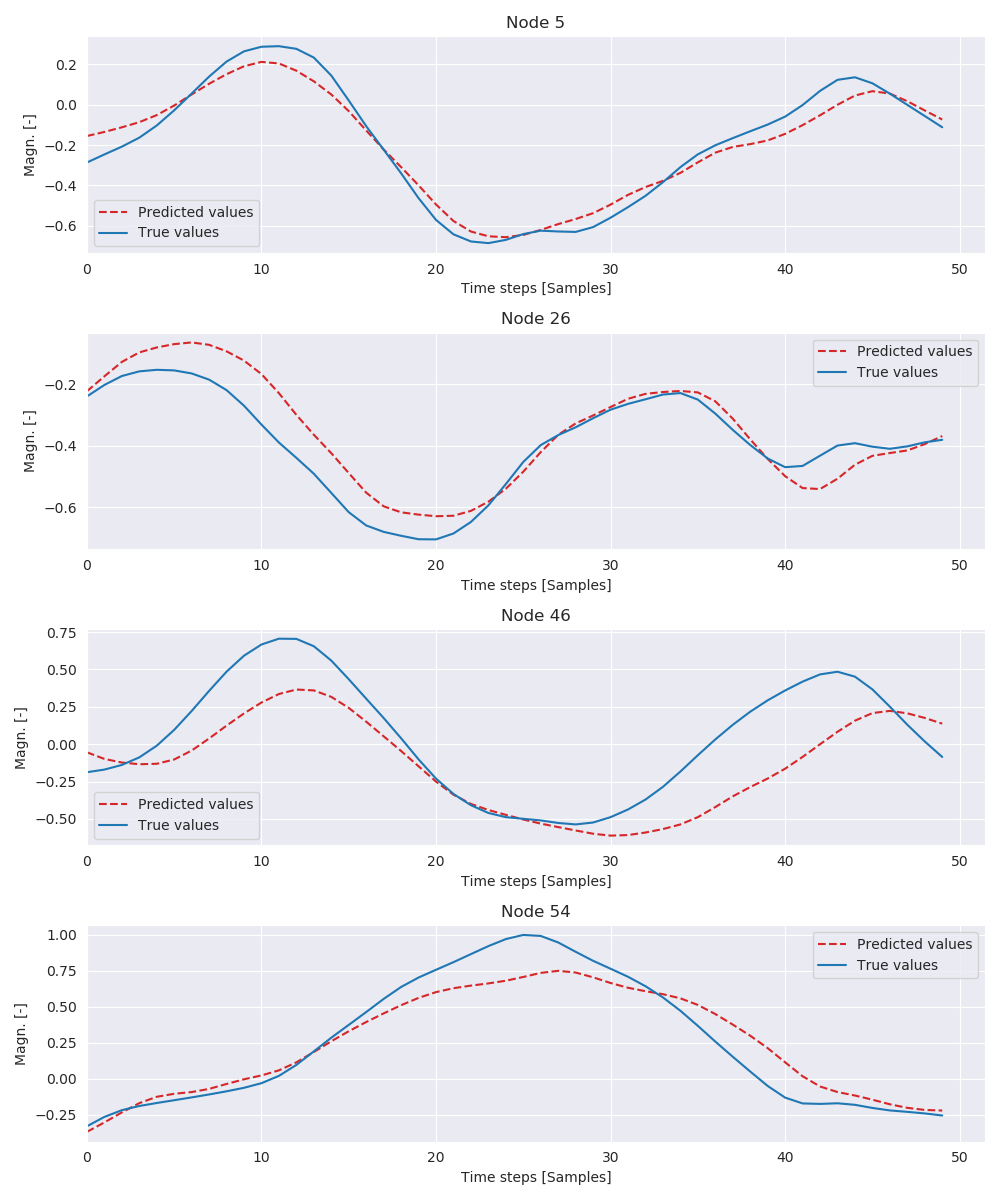 Node 5
0.2
0.0
−0.2
−0.4
−0.6
Magn. [-]
Predicted values
True values
0 10 20 30 40 50
Time steps [Samples]
Node 26
−0.2
−0.4
−0.6
Magn. [-]
Predicted values
True values
0 10 20 30 40 50
Time steps [Samples]
Node 46
0.75
0.50
0.25
0.00
−0.25
−0.50
Magn. [-]
Predicted values
True values
0 10 20 30 40 50
Time steps [Samples]
Node 54
1.00
0.75
0.50
0.25
0.00
−0.25
Magn. [-]
Predicted values
True values
0 10 20 30 40 50
Time steps [Samples]